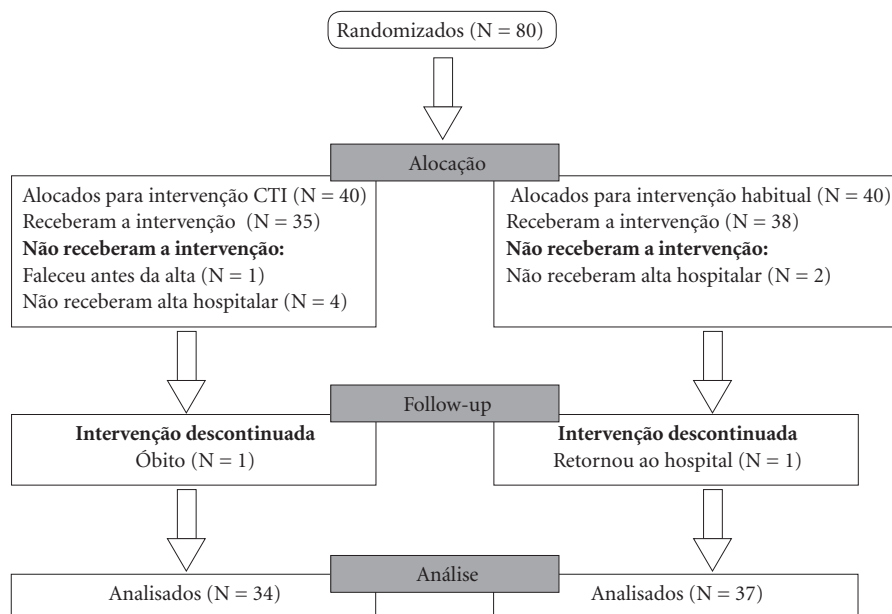 Randomizados (N = 80)
Alocação
Alocados para intervenção CTI (N = 40)
Receberam a intervenção (N = 35)
Não receberam a intervenção:
Faleceu antes da alta (N = 1)
Não receberam alta hospitalar (N = 4)
Alocados para intervenção habitual (N = 40)
Receberam a intervenção (N = 38)
Não receberam a intervenção:
Não receberam alta hospitalar (N = 2)
Follow-up
Intervenção descontinuada
Óbito (N = 1)
Intervenção descontinuada
Retornou ao hospital (N = 1)
Análise
Analisados (N = 34)
Analisados (N = 37)